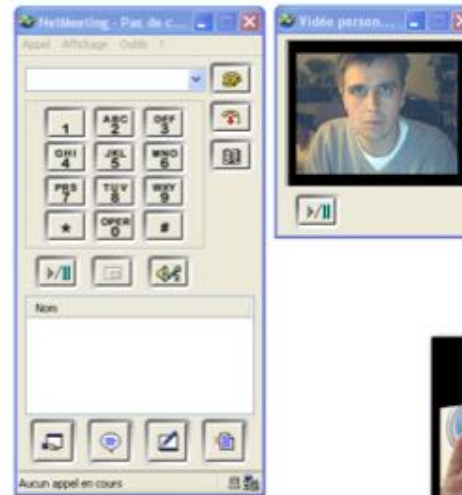 NetMeeting - Pas de c...
Appel Affichage Outils ?
1 ABC 2 DEF 3
GHI 4 JKL 5 MNO 6
PRS 7 TUV 8 WXY 9
* OPER 0 #
Nom
Aucun appel en cours
Vidéo person...